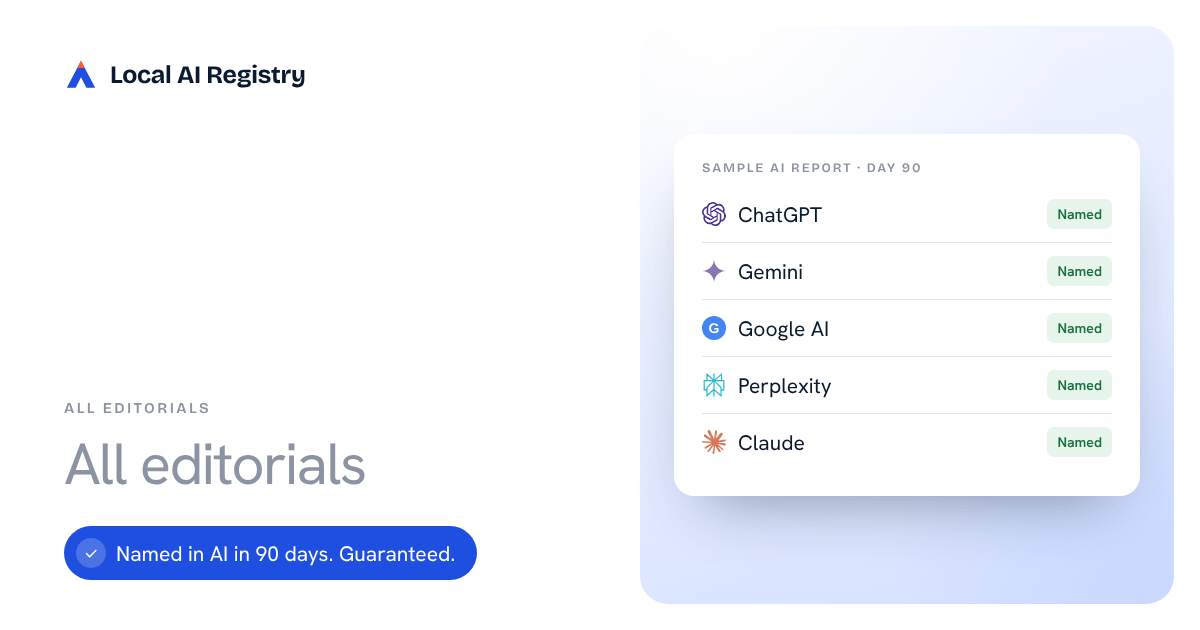 Local AI Registry
ALL EDITORIALS
All editorials
Named in AI in 90 days. Guaranteed.
SAMPLE AI REPORT · DAY 90
ChatGPT Named
Gemini Named
G Google AI Named
Perplexity Named
Claude Named